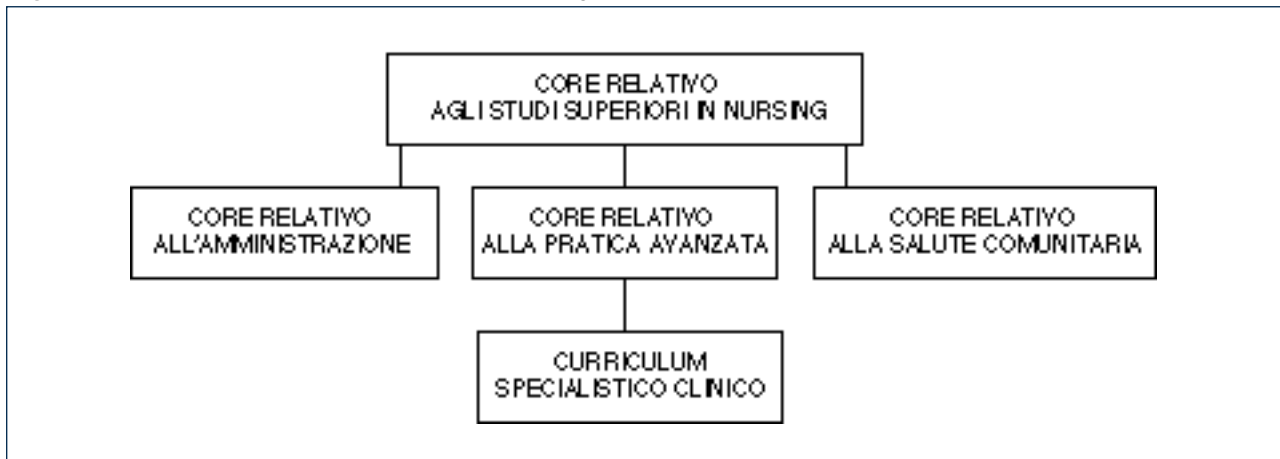 CORE RELATIVO
AGLI STUDI SUPERIORI IN NURSING
CORE RELATIVO
ALL'AMMINISTRAZIONE
CORE RELATIVO
ALLA PRATICA AVANZATA
CORE RELATIVO
ALLA SALUTE COMUNITARIA
CURRICULUM
SPECIALISTICO CLINICO